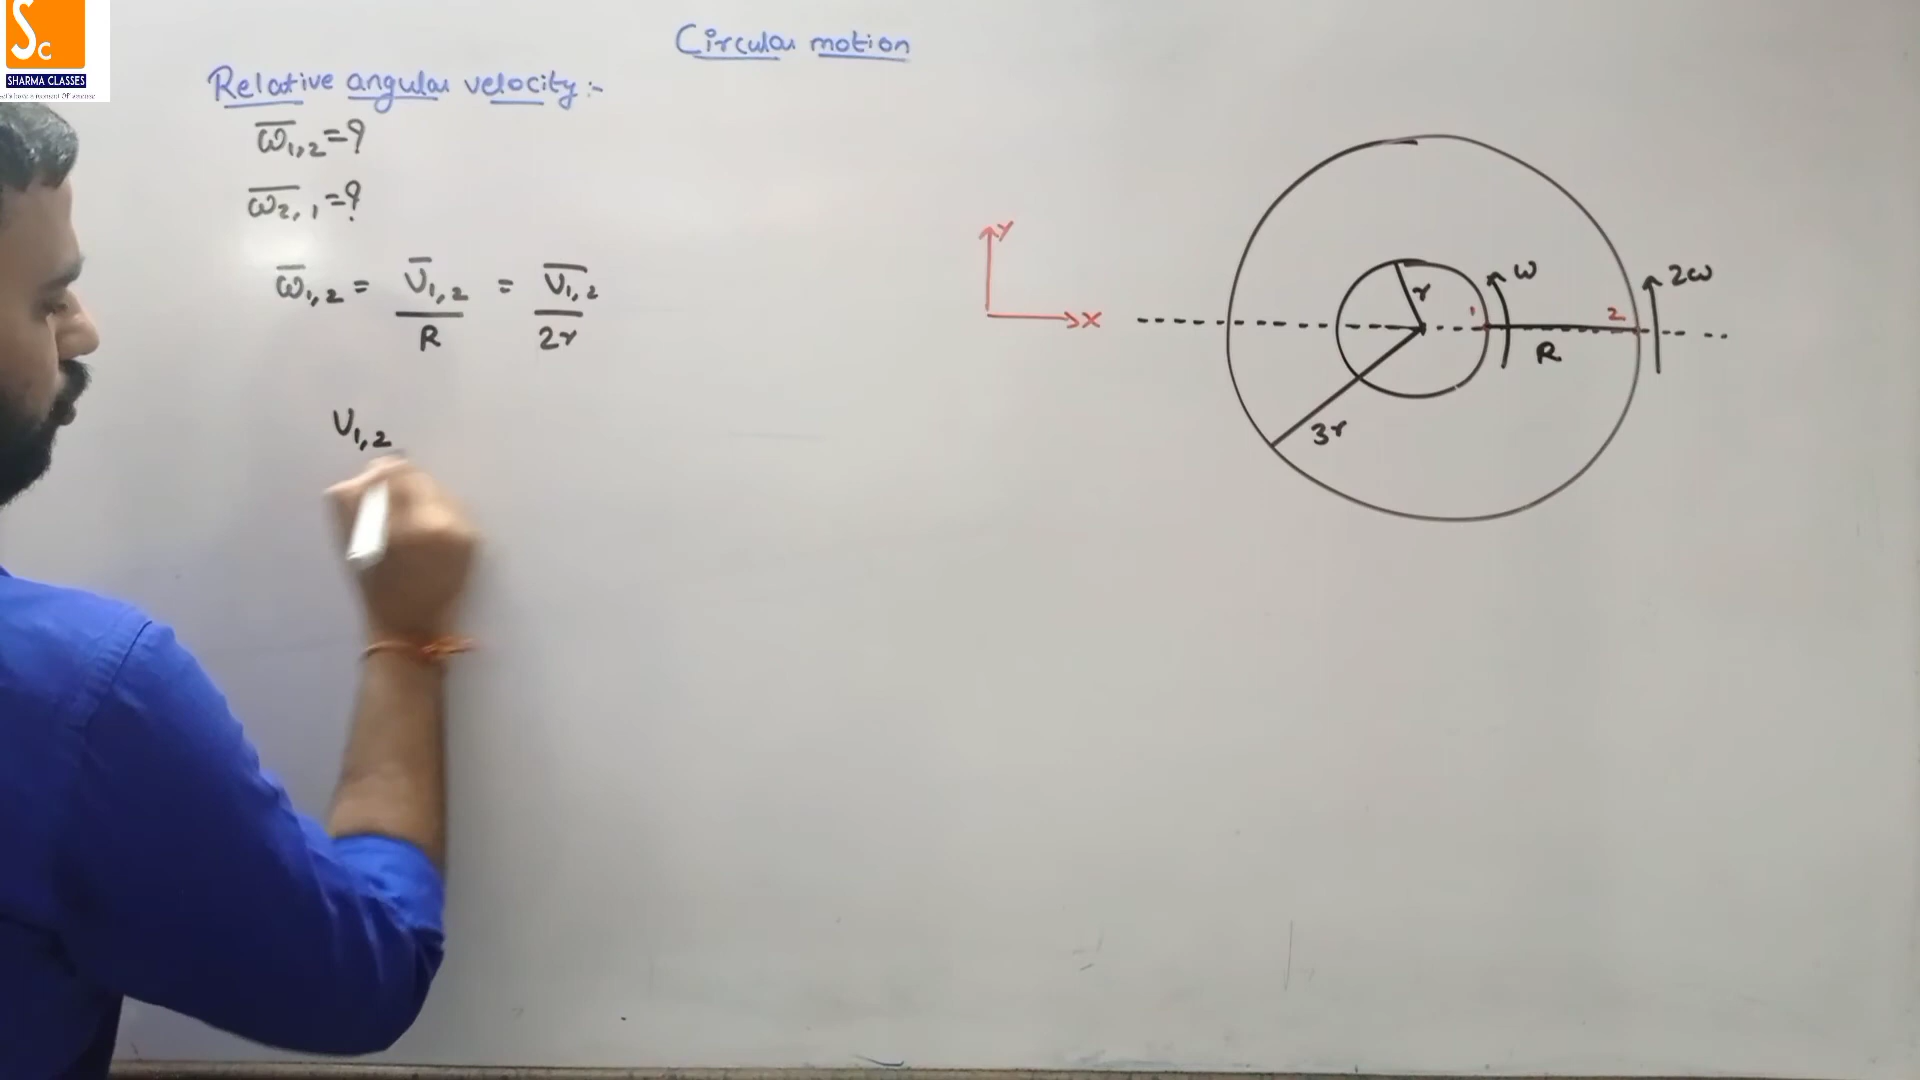 Sc
SHARMA CLASSES
Circular motion
Relative angular velocity :-
ω̅1,2 = ?
ω̅2,1 = ?
ω̅1,2 = V̅1,2 / R = V̅1,2 / 2r
V1,2
Y
X
r
3r
1
ω
R
2
2ω